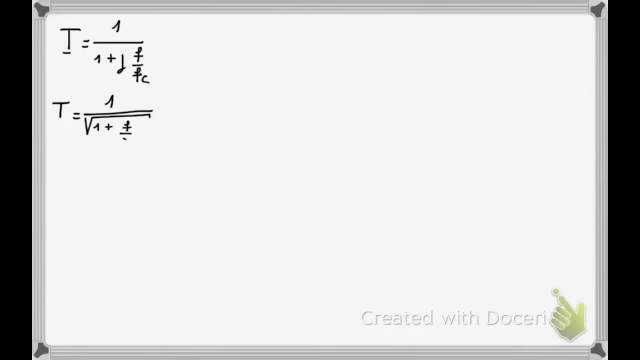 T = 1 / (1 + j f/fc)
T = 1 / √(1 + f/
Created with Doceri